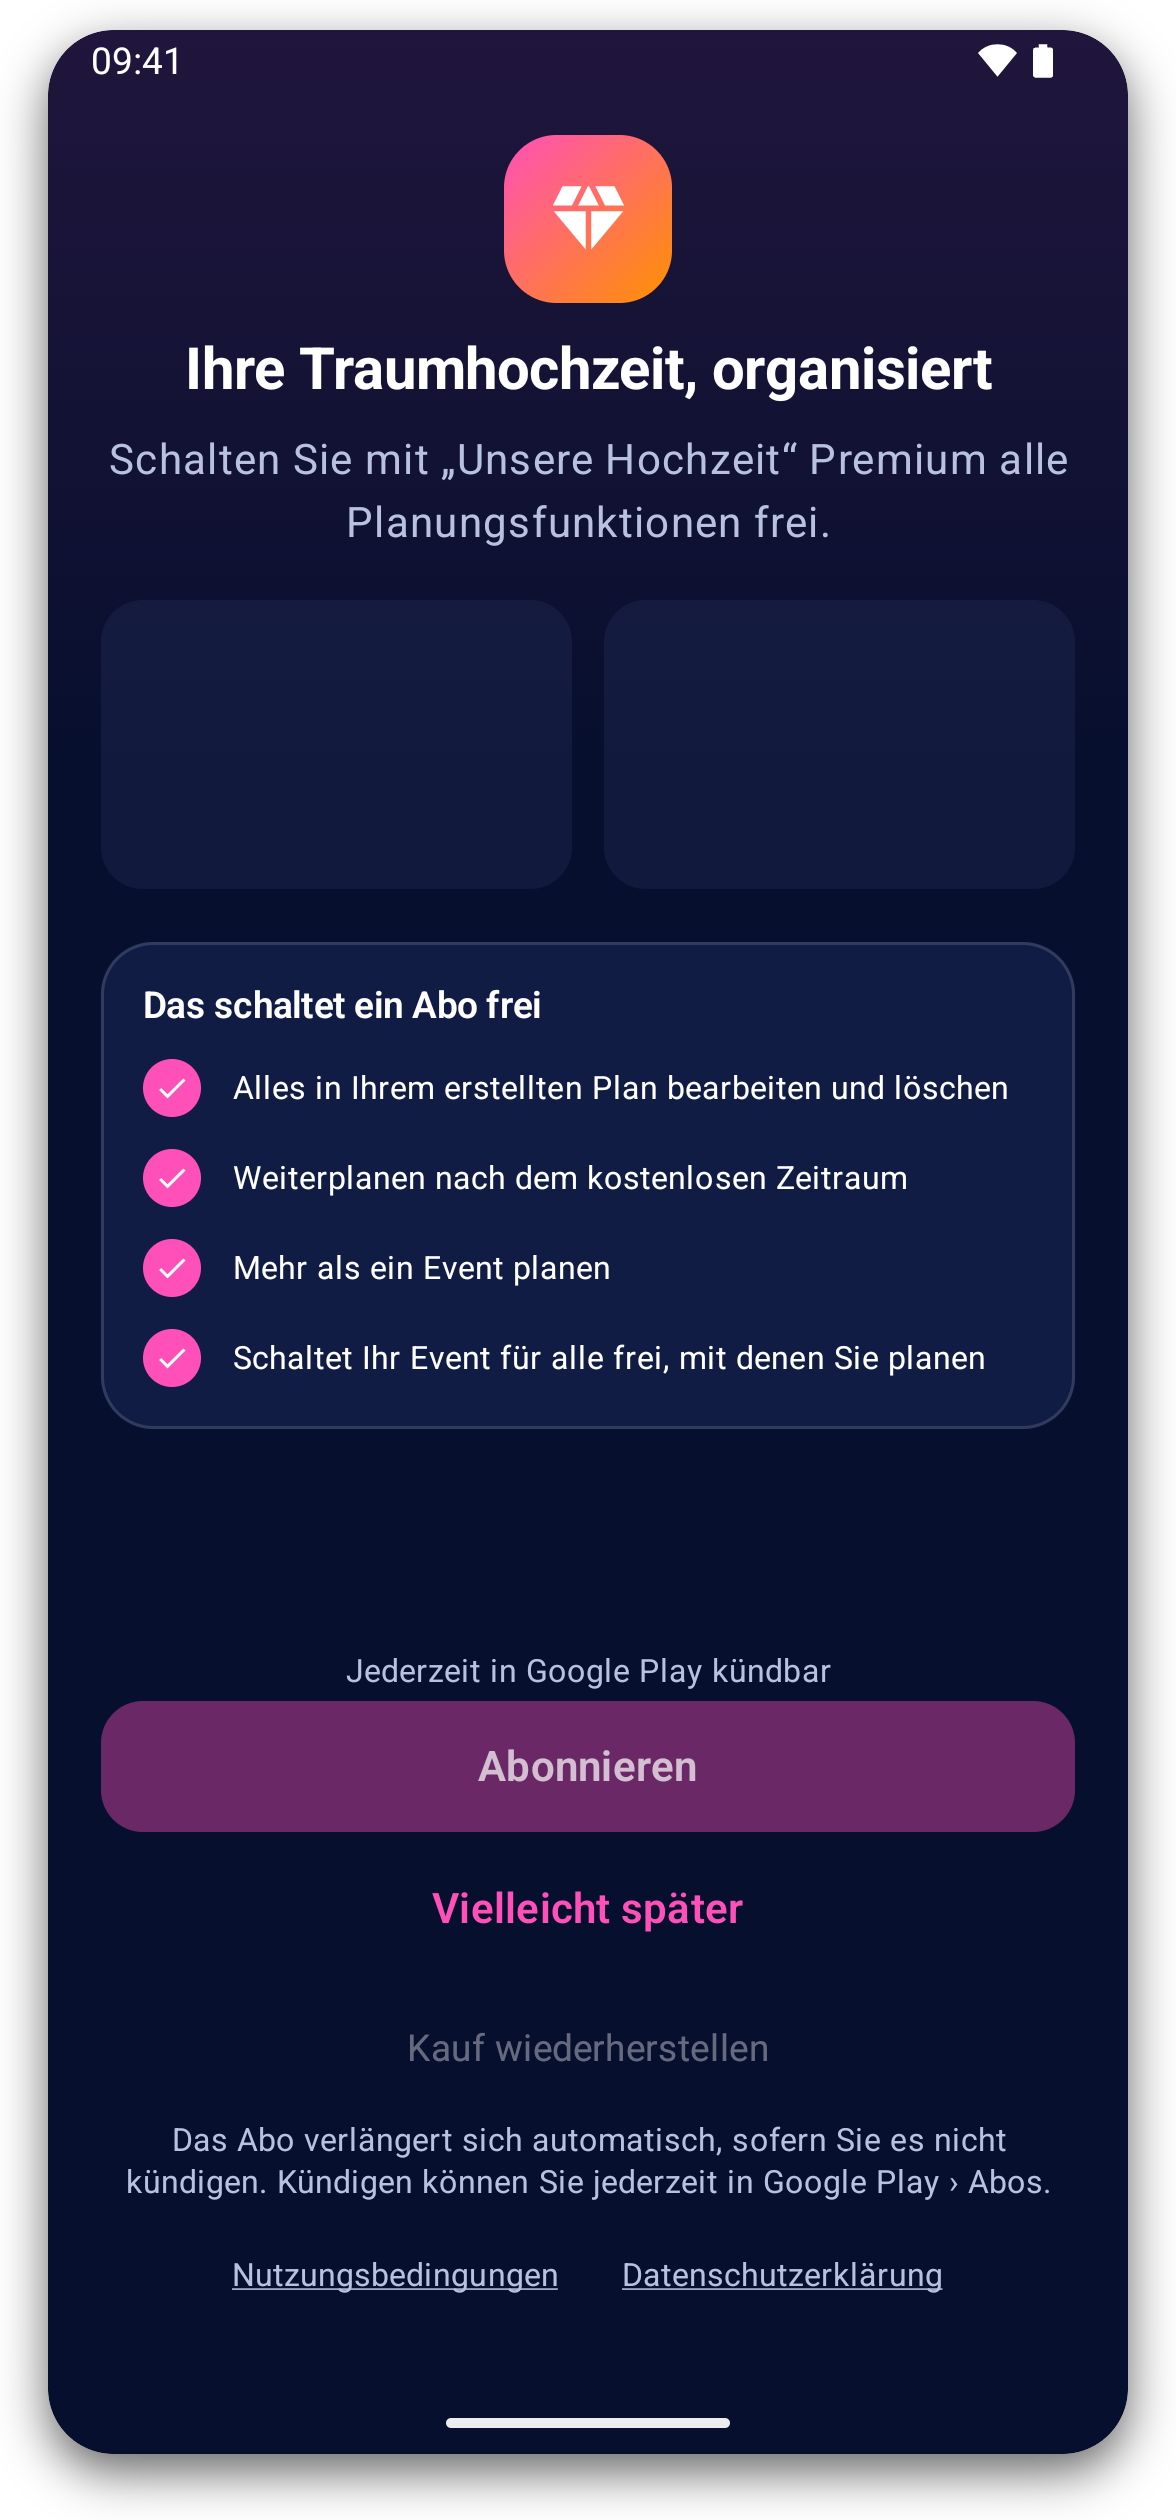 09:41
Ihre Traumhochzeit, organisiert
Schalten Sie mit „Unsere Hochzeit“ Premium alle
Planungsfunktionen frei.
Das schaltet ein Abo frei
Alles in Ihrem erstellten Plan bearbeiten und löschen
Weiterplanen nach dem kostenlosen Zeitraum
Mehr als ein Event planen
Schaltet Ihr Event für alle frei, mit denen Sie planen
Jederzeit in Google Play kündbar
Abonnieren
Vielleicht später
Kauf wiederherstellen
Das Abo verlängert sich automatisch, sofern Sie es nicht
kündigen. Kündigen können Sie jederzeit in Google Play › Abos.
Nutzungsbedingungen Datenschutzerklärung